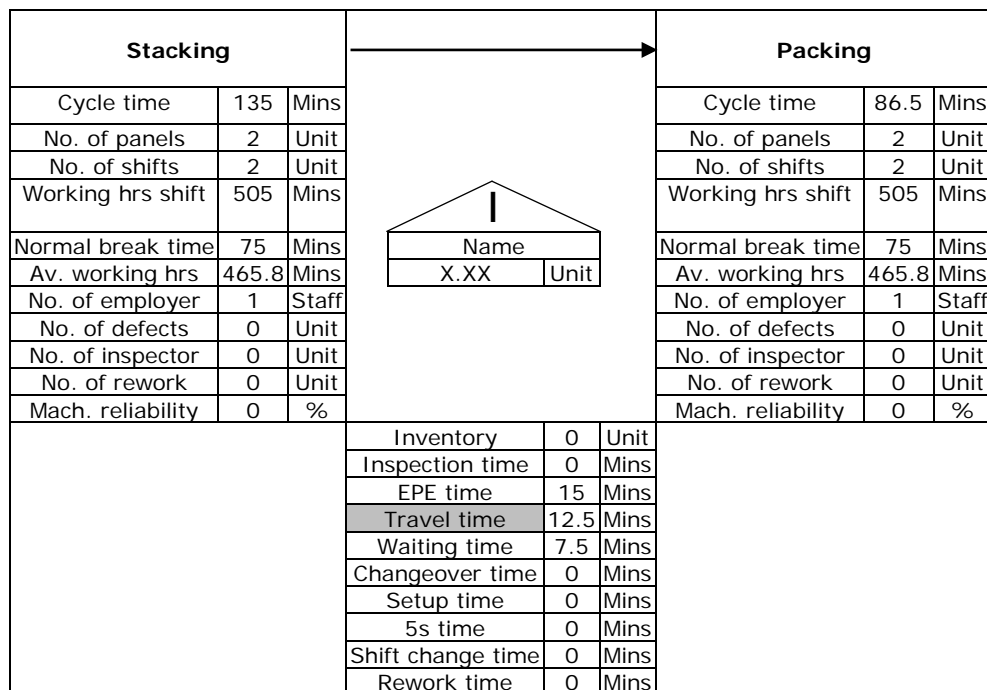 Stacking
Packing
Cycle time 135 Mins
No. of panels 2 Unit
No. of shifts 2 Unit
Working hrs shift 505 Mins
Normal break time 75 Mins
Av. working hrs 465.8 Mins
No. of employer 1 Staff
No. of defects 0 Unit
No. of inspector 0 Unit
No. of rework 0 Unit
Mach. reliability 0 %
I
Name
X.XX Unit
Cycle time 86.5 Mins
No. of panels 2 Unit
No. of shifts 2 Unit
Working hrs shift 505 Mins
Normal break time 75 Mins
Av. working hrs 465.8 Mins
No. of employer 1 Staff
No. of defects 0 Unit
No. of inspector 0 Unit
No. of rework 0 Unit
Mach. reliability 0 %
Inventory 0 Unit
Inspection time 0 Mins
EPE time 15 Mins
Travel time 12.5 Mins
Waiting time 7.5 Mins
Changeover time 0 Mins
Setup time 0 Mins
5s time 0 Mins
Shift change time 0 Mins
Rework time 0 Mins